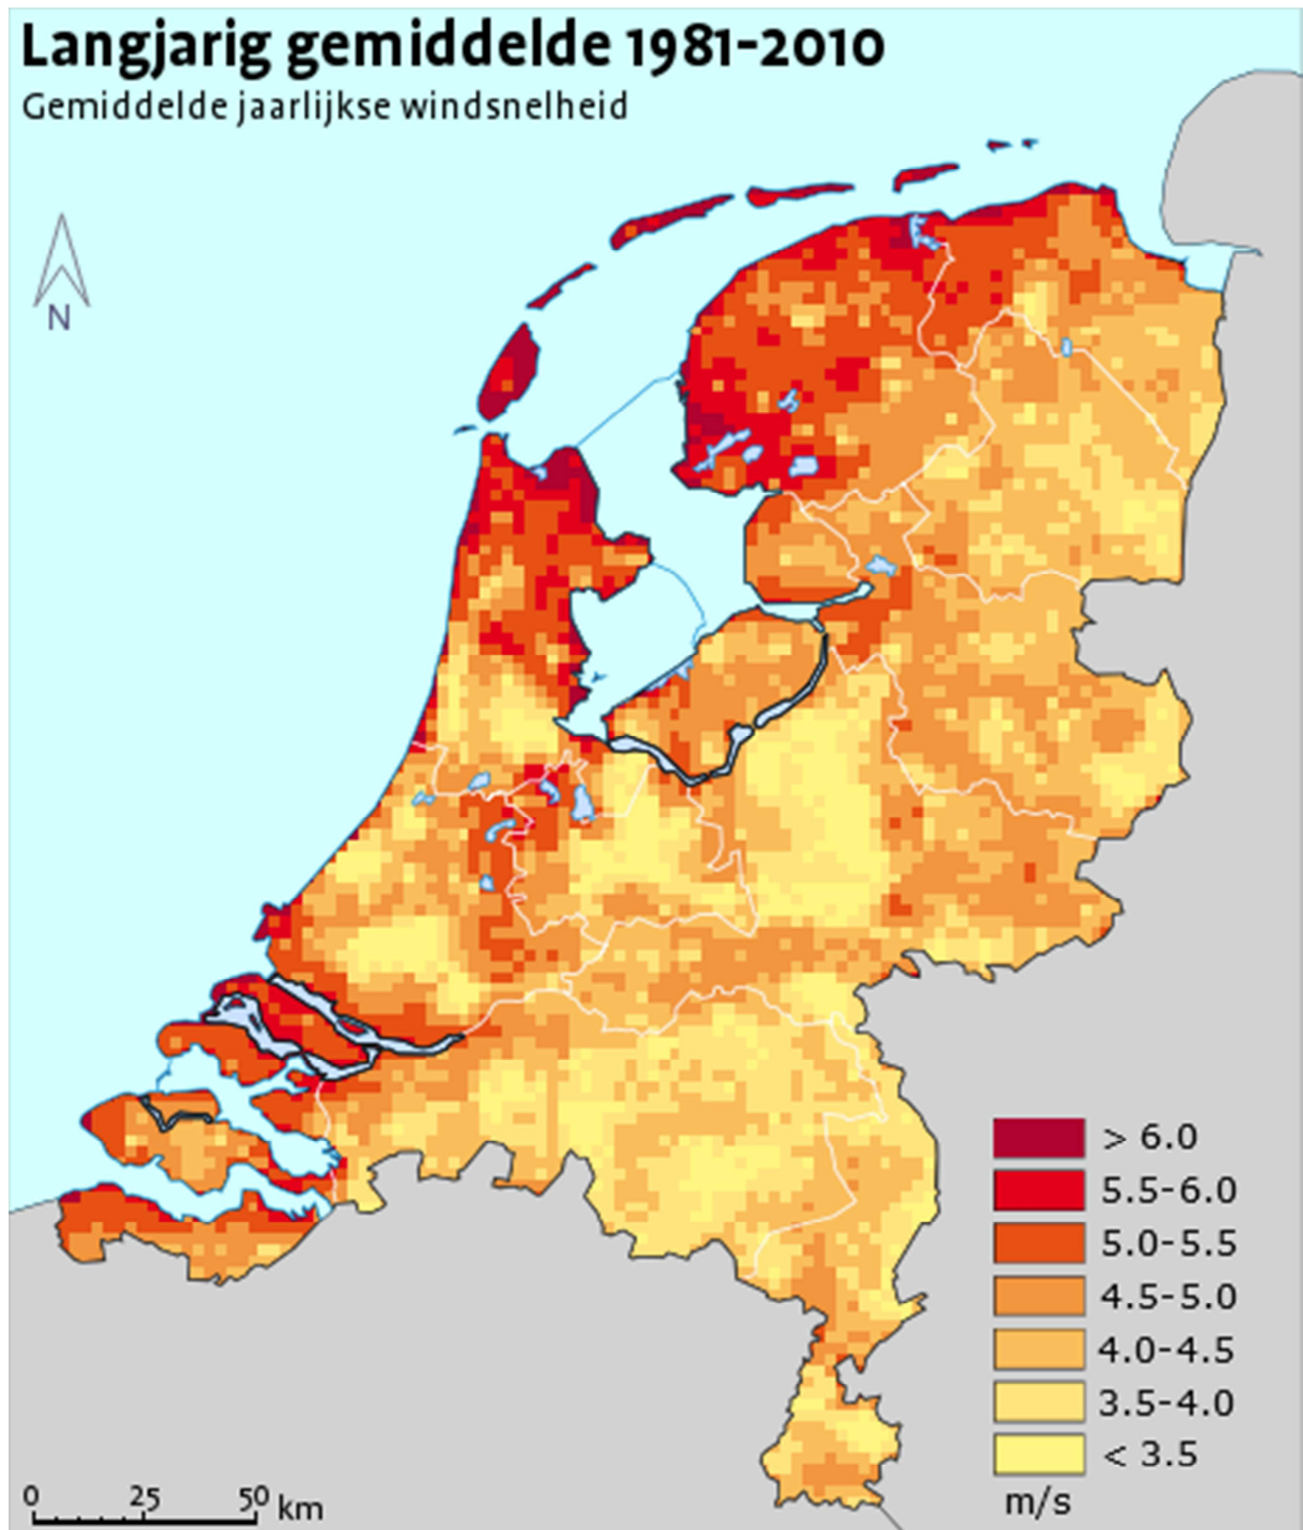 Langjarig gemiddelde 1981-2010
Gemiddelde jaarlijkse windsnelheid
N
> 6.0
5.5-6.0
5.0-5.5
4.5-5.0
4.0-4.5
3.5-4.0
< 3.5
m/s
0 25 50 km